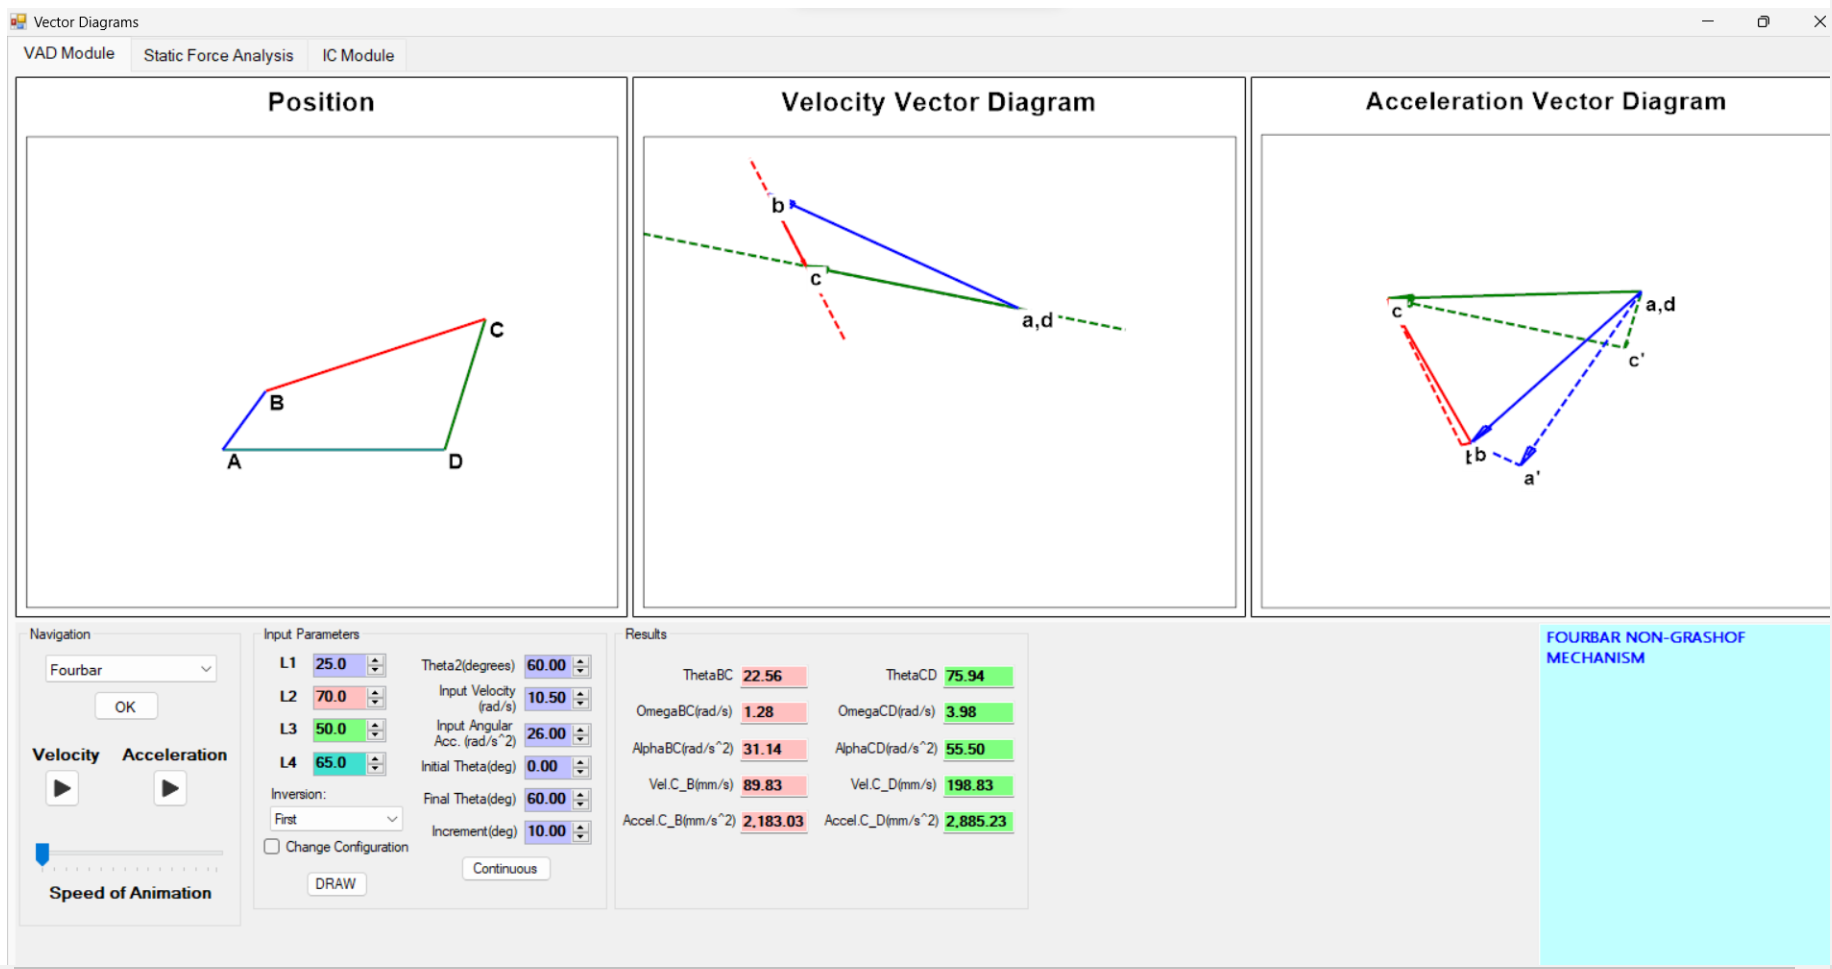 Vector Diagrams
VAD Module
Static Force Analysis
IC Module
Position
C
B
A
D
Velocity Vector Diagram
b
c
a,d
Acceleration Vector Diagram
c
a,d
c'
b
a'
Navigation
Fourbar
OK
Velocity
Acceleration
Speed of Animation
Input Parameters
L1 25.0
L2 70.0
L3 50.0
L4 65.0
Inversion:
First
Change Configuration
DRAW
Theta2(degrees) 60.00
Input Velocity
(rad/s) 10.50
Input Angular
Acc. (rad/s^2) 26.00
Initial Theta(deg) 0.00
Final Theta(deg) 60.00
Increment(deg) 10.00
Continuous
Results
ThetaBC 22.56 ThetaCD 75.94
OmegaBC(rad/s) 1.28 OmegaCD(rad/s) 3.98
AlphaBC(rad/s^2) 31.14 AlphaCD(rad/s^2) 55.50
Vel.C_B(mm/s) 89.83 Vel.C_D(mm/s) 198.83
Accel.C_B(mm/s^2) 2,183.03 Accel.C_D(mm/s^2) 2,885.23
FOURBAR NON-GRASHOF
MECHANISM